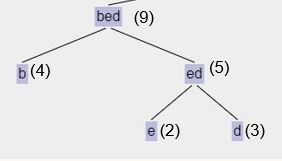 bed (9)
b (4)
ed (5)
e (2) d (3)